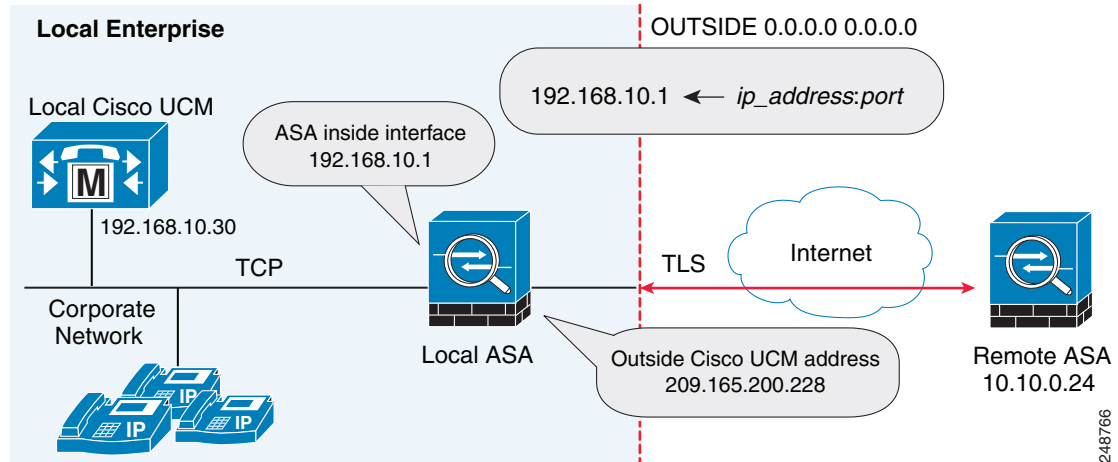 Local Enterprise
OUTSIDE 0.0.0.0 0.0.0.0
192.168.10.1 ← ip_address:port
Local Cisco UCM
ASA inside interface
192.168.10.1
M
192.168.10.30
TCP
TLS
Internet
Corporate
Network
Local ASA
Outside Cisco UCM address
209.165.200.228
Remote ASA
10.10.0.24
IP
IP
IP
248766